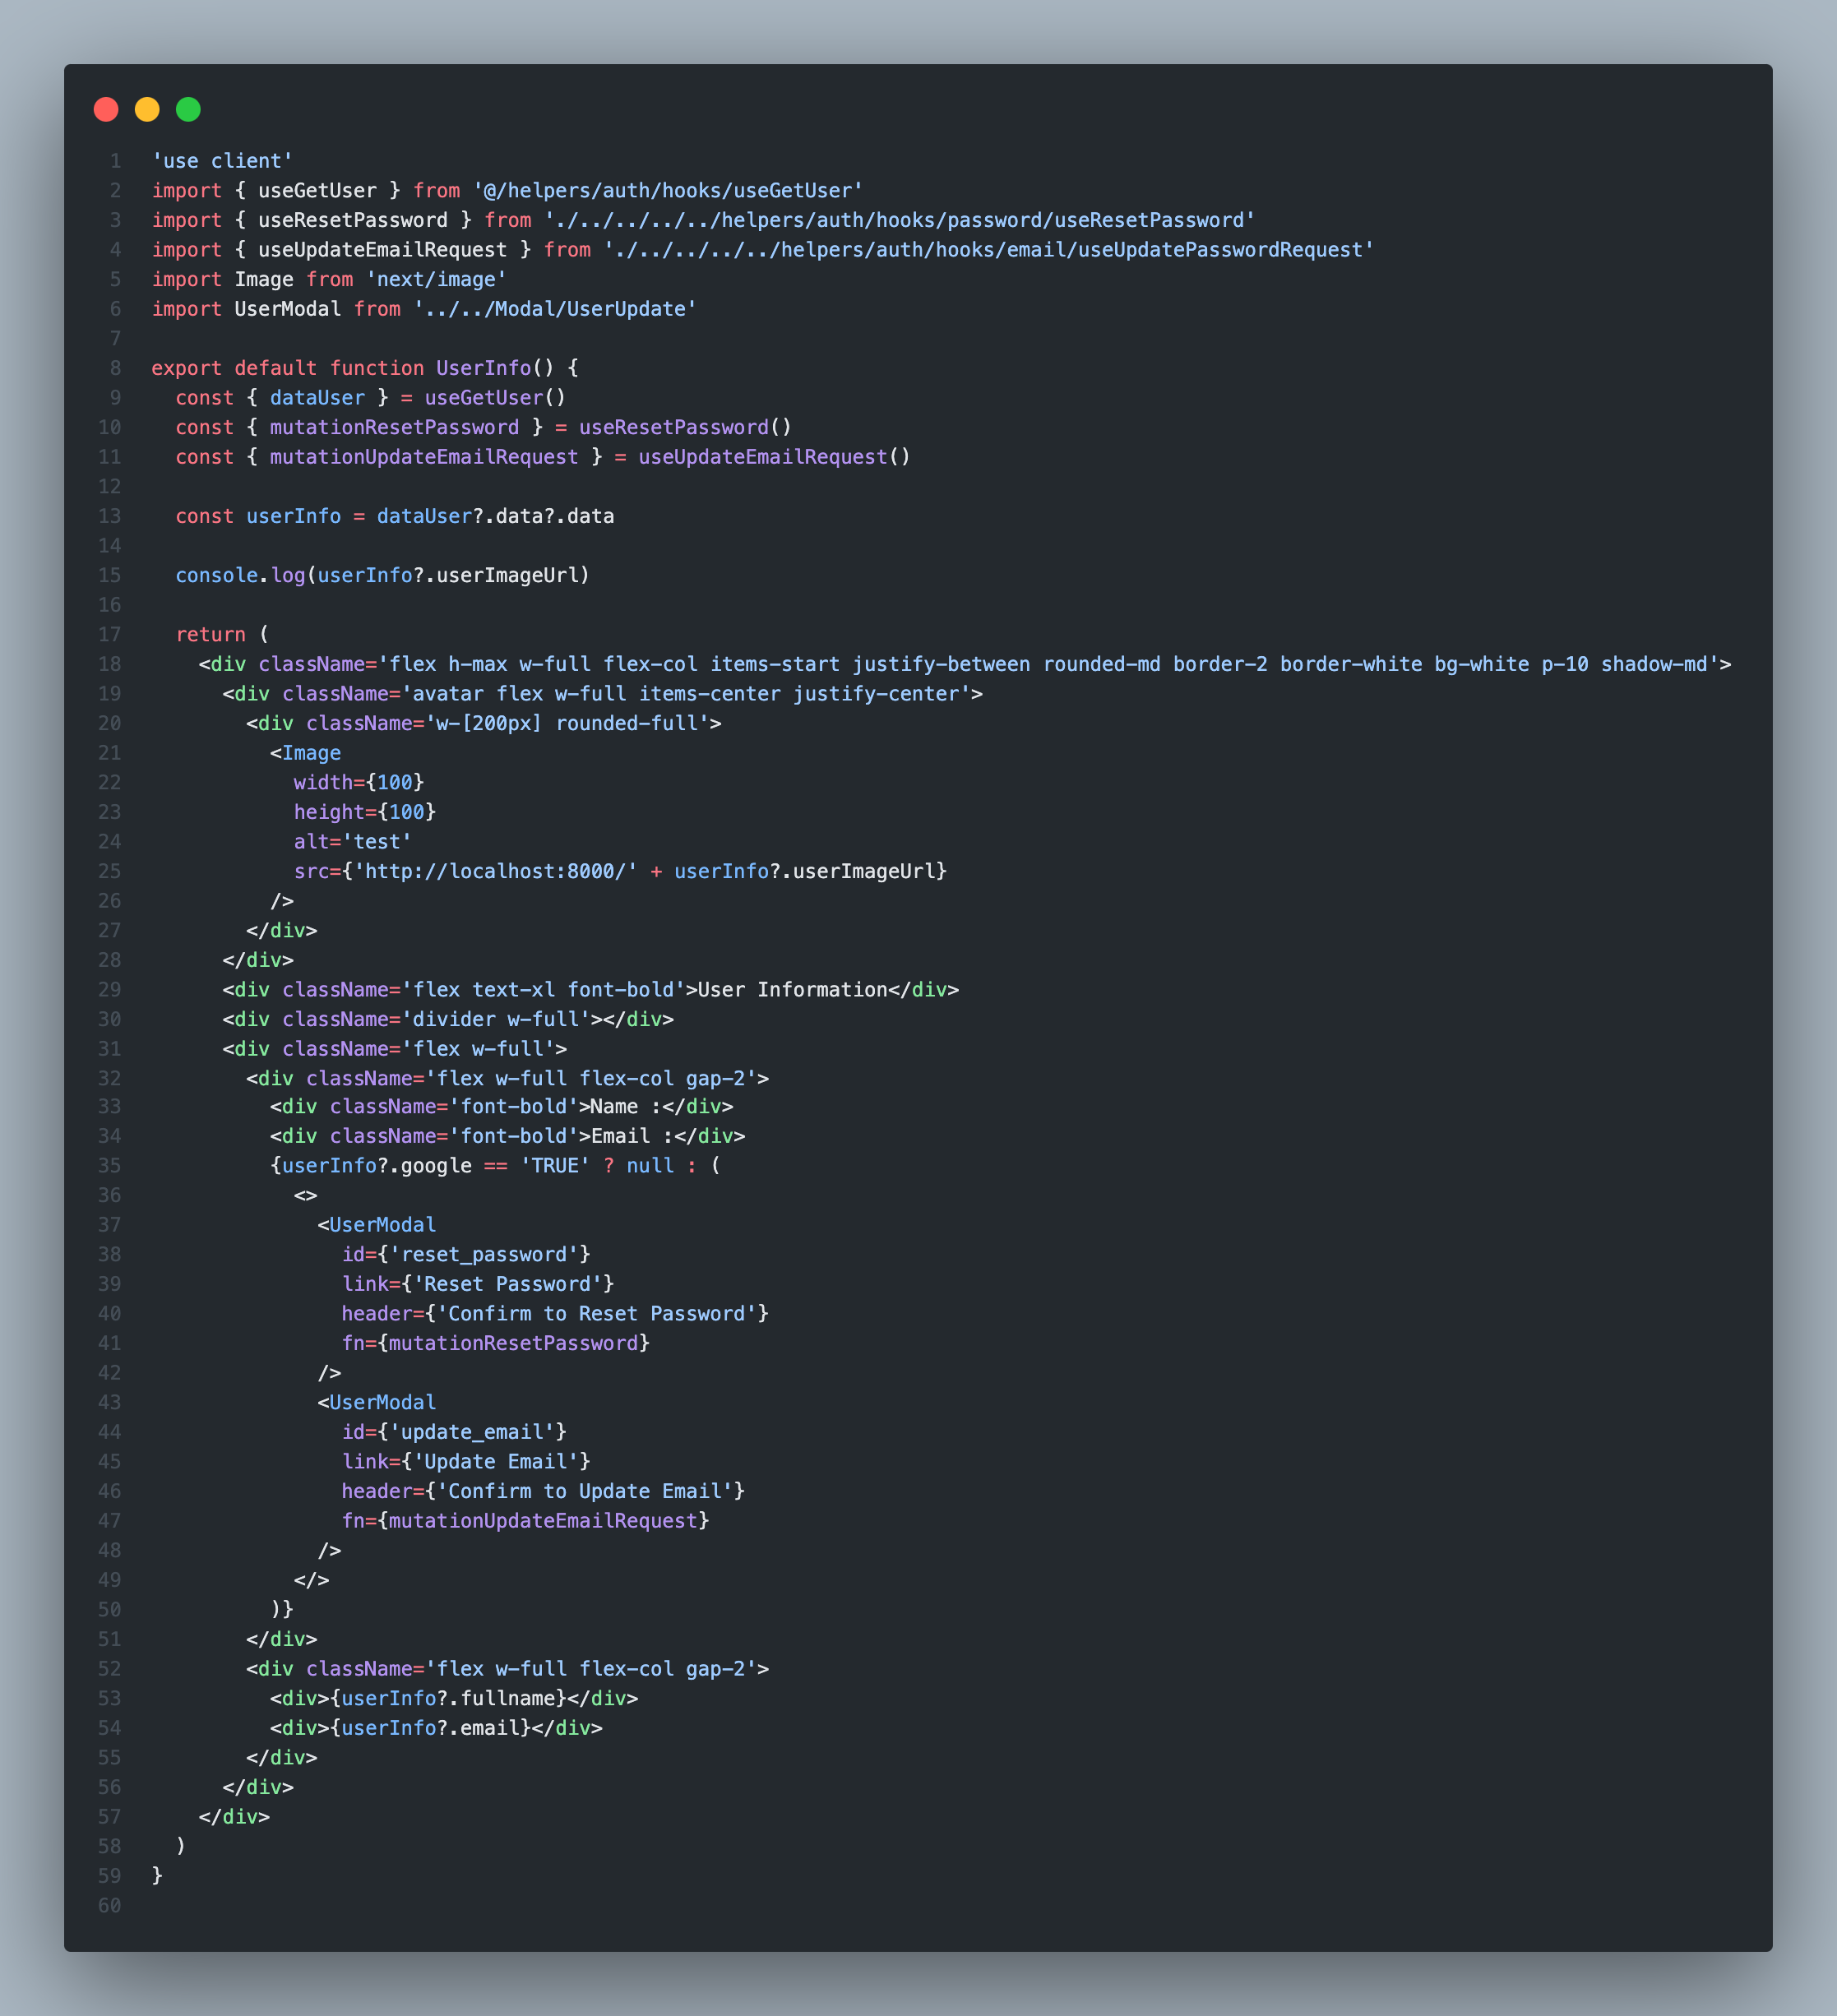 1 'use client'
2 import { useGetUser } from '@/helpers/auth/hooks/useGetUser'
3 import { useResetPassword } from './../../../../helpers/auth/hooks/password/useResetPassword'
4 import { useUpdateEmailRequest } from './../../../../helpers/auth/hooks/email/useUpdatePasswordRequest'
5 import Image from 'next/image'
6 import UserModal from '../../Modal/UserUpdate'
7
8 export default function UserInfo() {
9   const { dataUser } = useGetUser()
10   const { mutationResetPassword } = useResetPassword()
11   const { mutationUpdateEmailRequest } = useUpdateEmailRequest()
12
13   const userInfo = dataUser?.data?.data
14
15   console.log(userInfo?.userImageUrl)
16
17   return (
18     <div className='flex h-max w-full flex-col items-start justify-between rounded-md border-2 border-white bg-white p-10 shadow-md'>
19       <div className='avatar flex w-full items-center justify-center'>
20         <div className='w-[200px] rounded-full'>
21           <Image
22             width={100}
23             height={100}
24             alt='test'
25             src={'http://localhost:8000/' + userInfo?.userImageUrl}
26           />
27         </div>
28       </div>
29       <div className='flex text-xl font-bold'>User Information</div>
30       <div className='divider w-full'></div>
31       <div className='flex w-full'>
32         <div className='flex w-full flex-col gap-2'>
33           <div className='font-bold'>Name :</div>
34           <div className='font-bold'>Email :</div>
35           {userInfo?.google == 'TRUE' ? null : (
36             <>
37               <UserModal
38                 id={'reset_password'}
39                 link={'Reset Password'}
40                 header={'Confirm to Reset Password'}
41                 fn={mutationResetPassword}
42               />
43               <UserModal
44                 id={'update_email'}
45                 link={'Update Email'}
46                 header={'Confirm to Update Email'}
47                 fn={mutationUpdateEmailRequest}
48               />
49             </>
50           )}
51         </div>
52         <div className='flex w-full flex-col gap-2'>
53           <div>{userInfo?.fullname}</div>
54           <div>{userInfo?.email}</div>
55         </div>
56       </div>
57     </div>
58   )
59 }
60